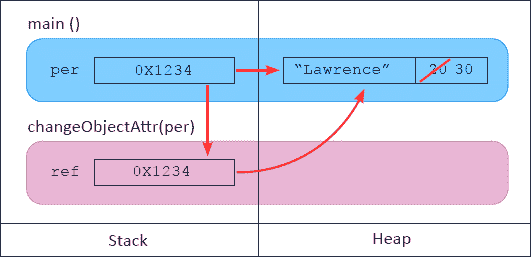 main ()
per 0X1234 “Lawrence” 20 30
changeObjectAttr(per)
ref 0X1234
Stack Heap